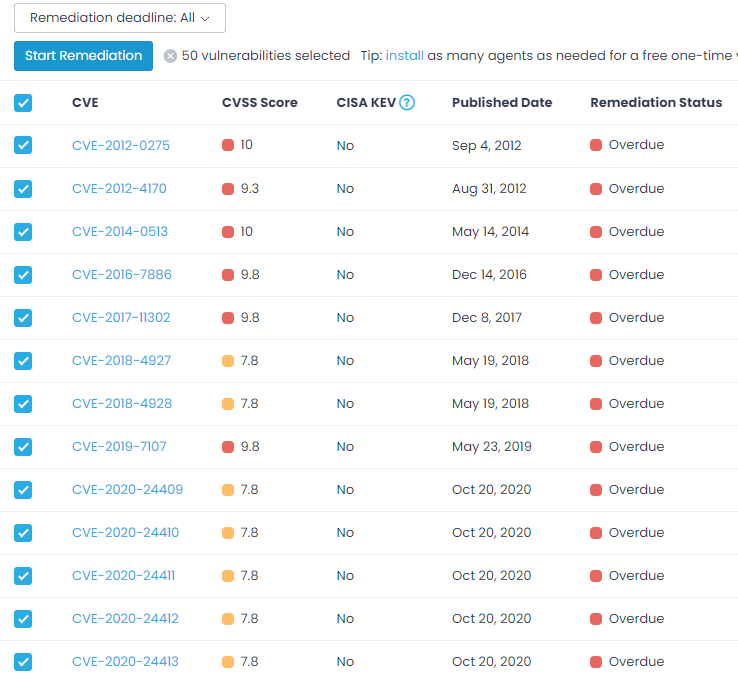 Remediation deadline: All
Start Remediation 50 vulnerabilities selected Tip: install as many agents as needed for a free one-time
CVE CVSS Score CISA KEV ? Published Date Remediation Status
CVE-2012-0275 10 No Sep 4, 2012 Overdue
CVE-2012-4170 9.3 No Aug 31, 2012 Overdue
CVE-2014-0513 10 No May 14, 2014 Overdue
CVE-2016-7886 9.8 No Dec 14, 2016 Overdue
CVE-2017-11302 9.8 No Dec 8, 2017 Overdue
CVE-2018-4927 7.8 No May 19, 2018 Overdue
CVE-2018-4928 7.8 No May 19, 2018 Overdue
CVE-2019-7107 9.8 No May 23, 2019 Overdue
CVE-2020-24409 7.8 No Oct 20, 2020 Overdue
CVE-2020-24410 7.8 No Oct 20, 2020 Overdue
CVE-2020-24411 7.8 No Oct 20, 2020 Overdue
CVE-2020-24412 7.8 No Oct 20, 2020 Overdue
CVE-2020-24413 7.8 No Oct 20, 2020 Overdue